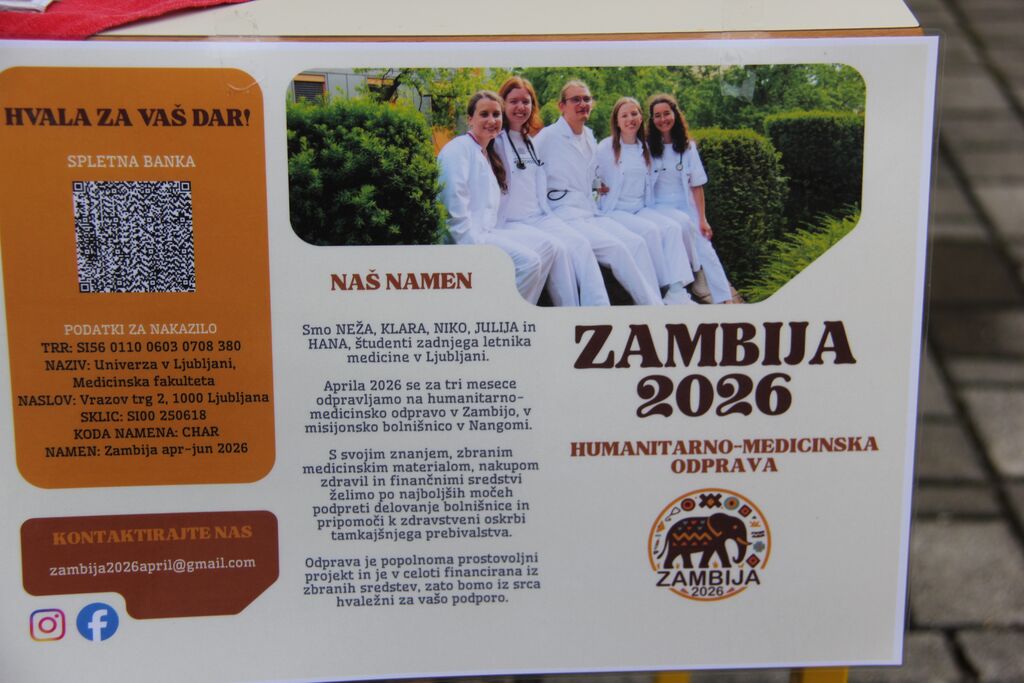 HVALA ZA VAŠ DAR!
SPLETNA BANKA
PODATKI ZA NAKAZILO
TRR: SI56 0110 0603 0708 380
NAZIV: Univerza v Ljubljani,
Medicinska fakulteta
NASLOV: Vrazov trg 2, 1000 Ljubljana
SKLIC: SI00 250618
KODA NAMENA: CHAR
NAMEN: Zambija apr-jun 2026
KONTAKTIRAJTE NAS
zambija2026april@gmail.com
NAŠ NAMEN
Smo NEŽA, KLARA, NIKO, JULIJA in
HANA, študenti zadnjega letnika
medicine v Ljubljani.
Aprila 2026 se za tri mesece
odpravljamo na humanitarno-
medicinsko odpravo v Zambijo, v
misijonsko bolnišnico v Nangomi.
S svojim znanjem, zbranim
medicinskim materialom, nakupom
zdravil in finančnimi sredstvi
želimo po najboljših močeh
podpreti delovanje bolnišnice in
pripomoči k zdravstveni oskrbi
tamkajšnjega prebivalstva.
Odprava je popolnoma prostovoljni
projekt in je v celoti financirana iz
zbranih sredstev, zato bomo iz srca
hvaležni za vašo podporo.
ZAMBIJA
2026
HUMANITARNO-MEDICINSKA
ODPRAVA
ZAMBIJA
2026